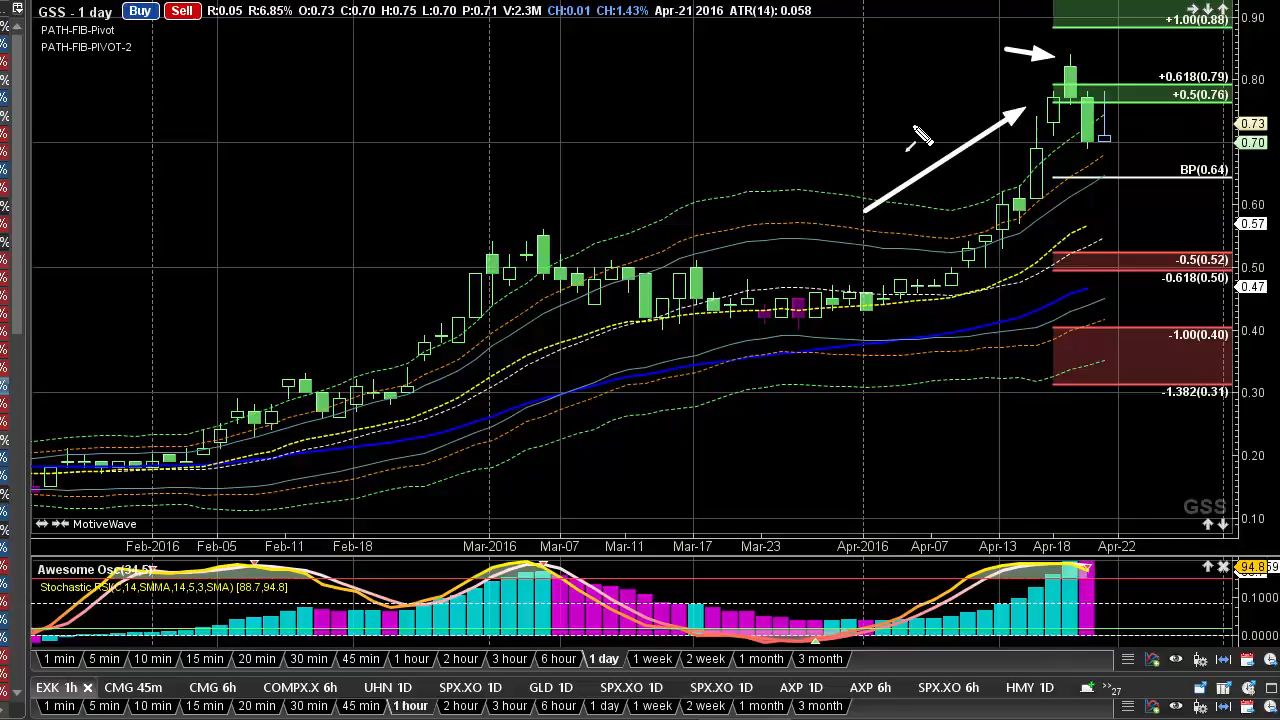 GSS - 1 day Buy Sell R:0.05 R:6.85% O:0.73 C:0.70 H:0.75 L:0.70 P:0.71 V:2.3M CH:0.01 CH:1.43% Apr-21 2016 ATR(14): 0.058
PATH-FIB-Pivot
PATH-FIB-PIVOT-2
+1.00(0.88)
0.90
+0.618(0.79)
0.80
+0.5(0.76)
0.73
0.70
BP(0.64)
0.60
0.57
-0.5(0.52)
0.50
-0.618(0.50)
0.47
-1.00(0.40)
0.40
-1.382(0.31)
0.30
0.20
GSS
0.10
MotiveWave
Feb-2016 Feb-05 Feb-11 Feb-18 Mar-2016 Mar-07 Mar-11 Mar-17 Mar-23 Apr-2016 Apr-07 Apr-13 Apr-18 Apr-22
Awesome Osc(34,5)
Stochastic RSI(C,14,SMMA,14,5,3,SMA) [88.7,94.8]
0.1000
0.0000
1 min 5 min 10 min 15 min 20 min 30 min 45 min 1 hour 2 hour 3 hour 6 hour 1 day 1 week 2 week 1 month 3 month
EXK 1h CMG 45m CMG 6h COMPX.X 6h UHN 1D SPX.XO 1D GLD 1D SPX.XO 1D SPX.XO 1D AXP 1D AXP 6h SPX.XO 6h HMY 1D 27
1 min 5 min 10 min 15 min 20 min 30 min 45 min 1 hour 2 hour 3 hour 6 hour 1 day 1 week 2 week 1 month 3 month